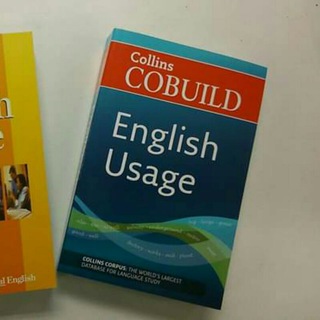 Collins
COBUILD
English
Usage
COLLINS CORPUS: THE WORLD'S LARGEST
DATABASE FOR LANGUAGE STUDY
English